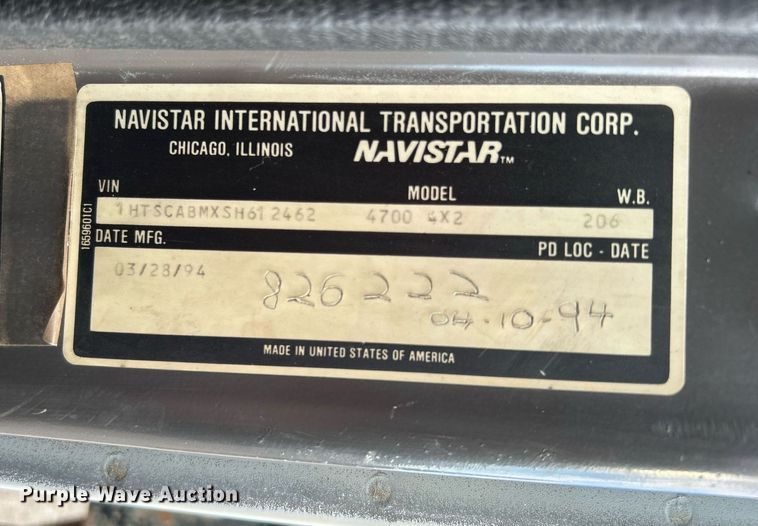 NAVISTAR INTERNATIONAL TRANSPORTATION CORP.
CHICAGO, ILLINOIS NAVISTAR™
VIN MODEL W.B.
1HTSCABMXSH612462 4700 4X2 206
DATE MFG. PD LOC - DATE
03/28/94 826222
04-10-94
MADE IN UNITED STATES OF AMERICA
1659601C1
Purple Wave Auction